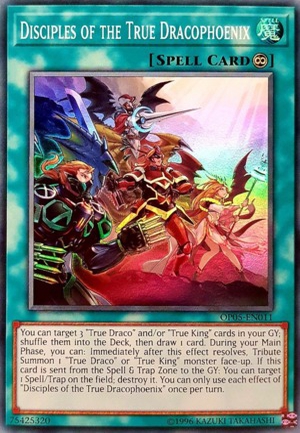 Disciples of the True Dracophoenix
SPELL
魔
[Spell Card]
OP05-EN011
You can target 3 "True Draco" and/or "True King" cards in your GY;
shuffle them into the Deck, then draw 1 card. During your Main
Phase, you can: Immediately after this effect resolves, Tribute
Summon 1 "True Draco" or "True King" monster face-up. If this
card is sent from the Spell & Trap Zone to the GY: You can target
1 Spell/Trap on the field; destroy it. You can only use each effect of
"Disciples of the True Dracophoenix" once per turn.
75425320
©1996 KAZUKI TAKAHASHI